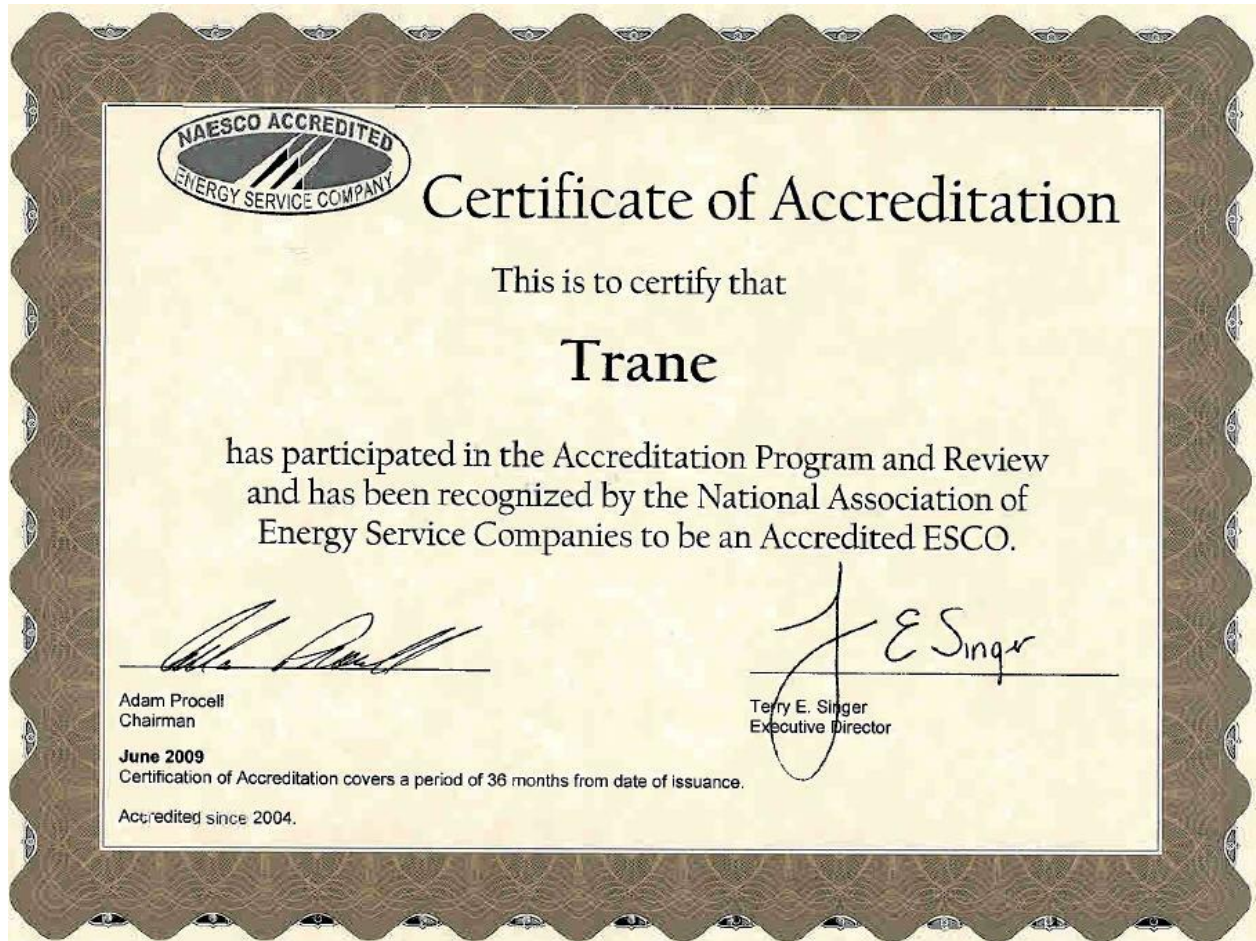 NAESCO ACCREDITED
ENERGY SERVICE COMPANY
Certificate of Accreditation
This is to certify that
Trane
has participated in the Accreditation Program and Review
and has been recognized by the National Association of
Energy Service Companies to be an Accredited ESCO.
E Singer
Adam Procell
Chairman
Terry E. Singer
Executive Director
June 2009
Certification of Accreditation covers a period of 36 months from date of issuance.
Accredited since 2004.